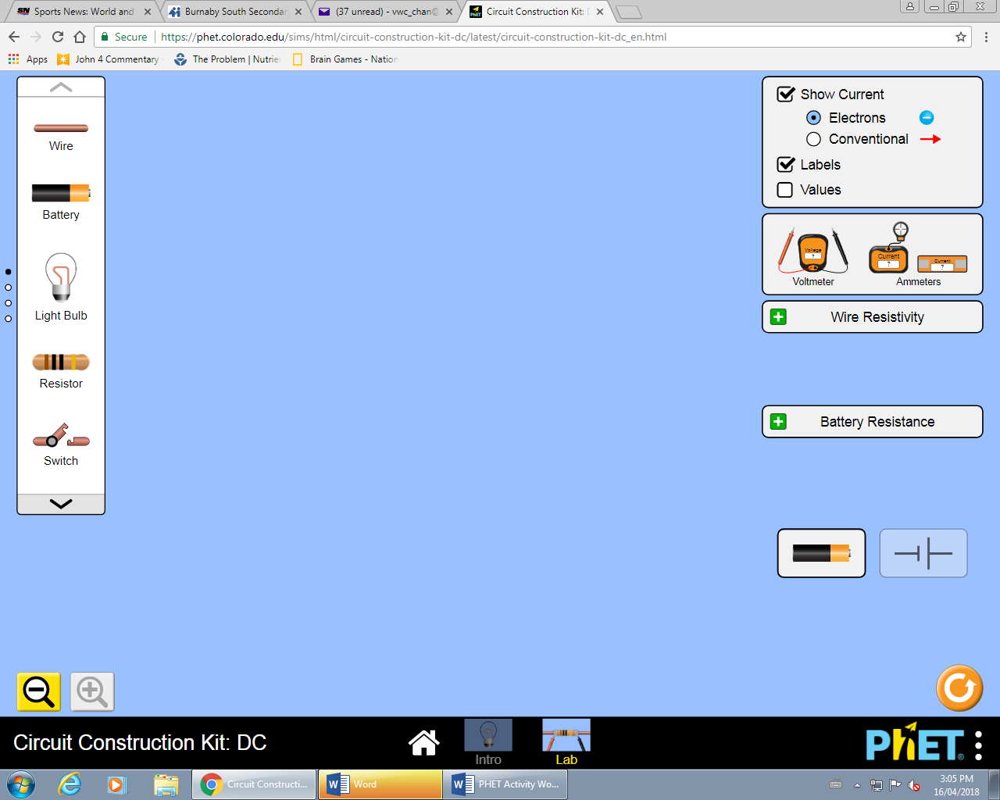 Sports News: World and
Burnaby South Secondar
(37 unread) - vwc_chan@
Circuit Construction Kit: D
Secure
https://phet.colorado.edu/sims/html/circuit-construction-kit-dc/latest/circuit-construction-kit-dc_en.html
Apps
John 4 Commentary
The Problem | Nutrie
Brain Games - Nation
Wire
Battery
Light Bulb
Resistor
Switch
Show Current
Electrons
Conventional
Labels
Values
Voltage
?
Voltmeter
Current
?
Current
?
Ammeters
Wire Resistivity
Battery Resistance
Circuit Construction Kit: DC
Intro
Lab
PhET
Circuit Constructi...
Word
PHET Activity Wo...
3:05 PM
16/04/2018